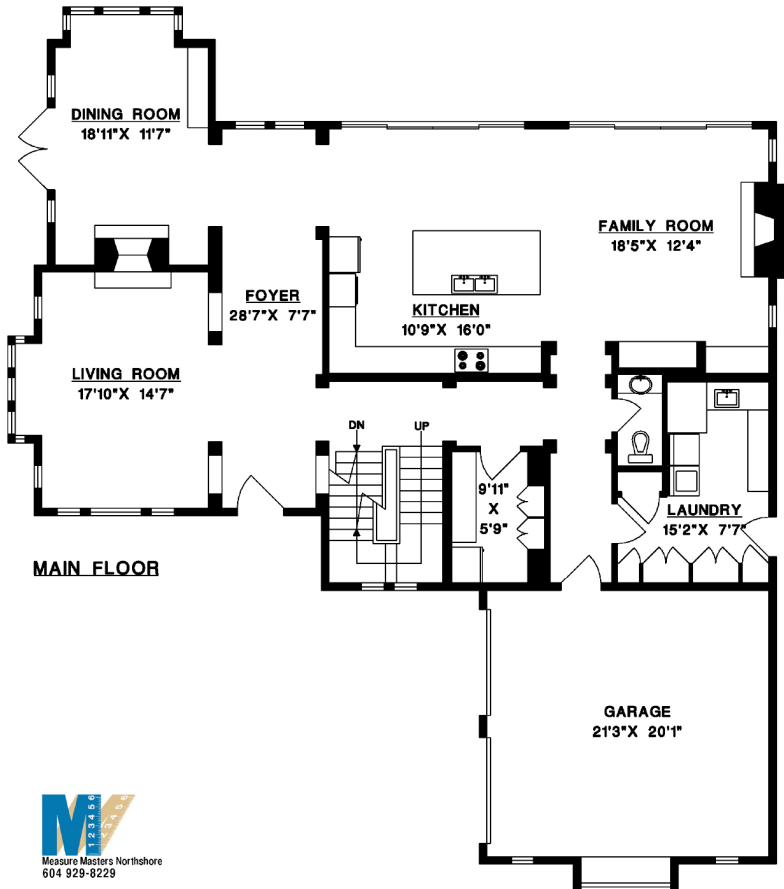 DINING ROOM
18'11"X 11'7"
FAMILY ROOM
18'5"X 12'4"
FOYER
28'7"X 7'7"
KITCHEN
10'9"X 16'0"
LIVING ROOM
17'10"X 14'7"
DN
UP
9'11"
X
5'9"
LAUNDRY
15'2"X 7'7"
MAIN FLOOR
GARAGE
21'3"X 20'1"
M
123456
123456
Measure Masters Northshore
604 929-8229